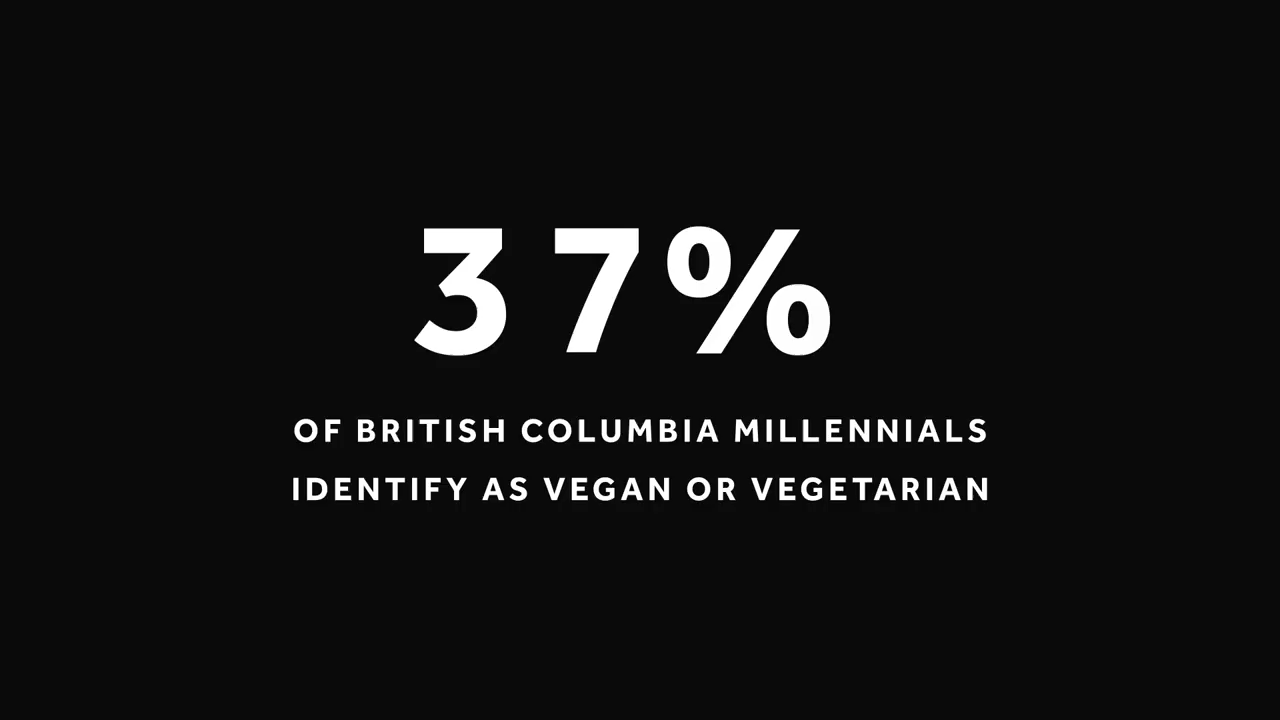 37%
OF BRITISH COLUMBIA MILLENNIALS
IDENTIFY AS VEGAN OR VEGETARIAN